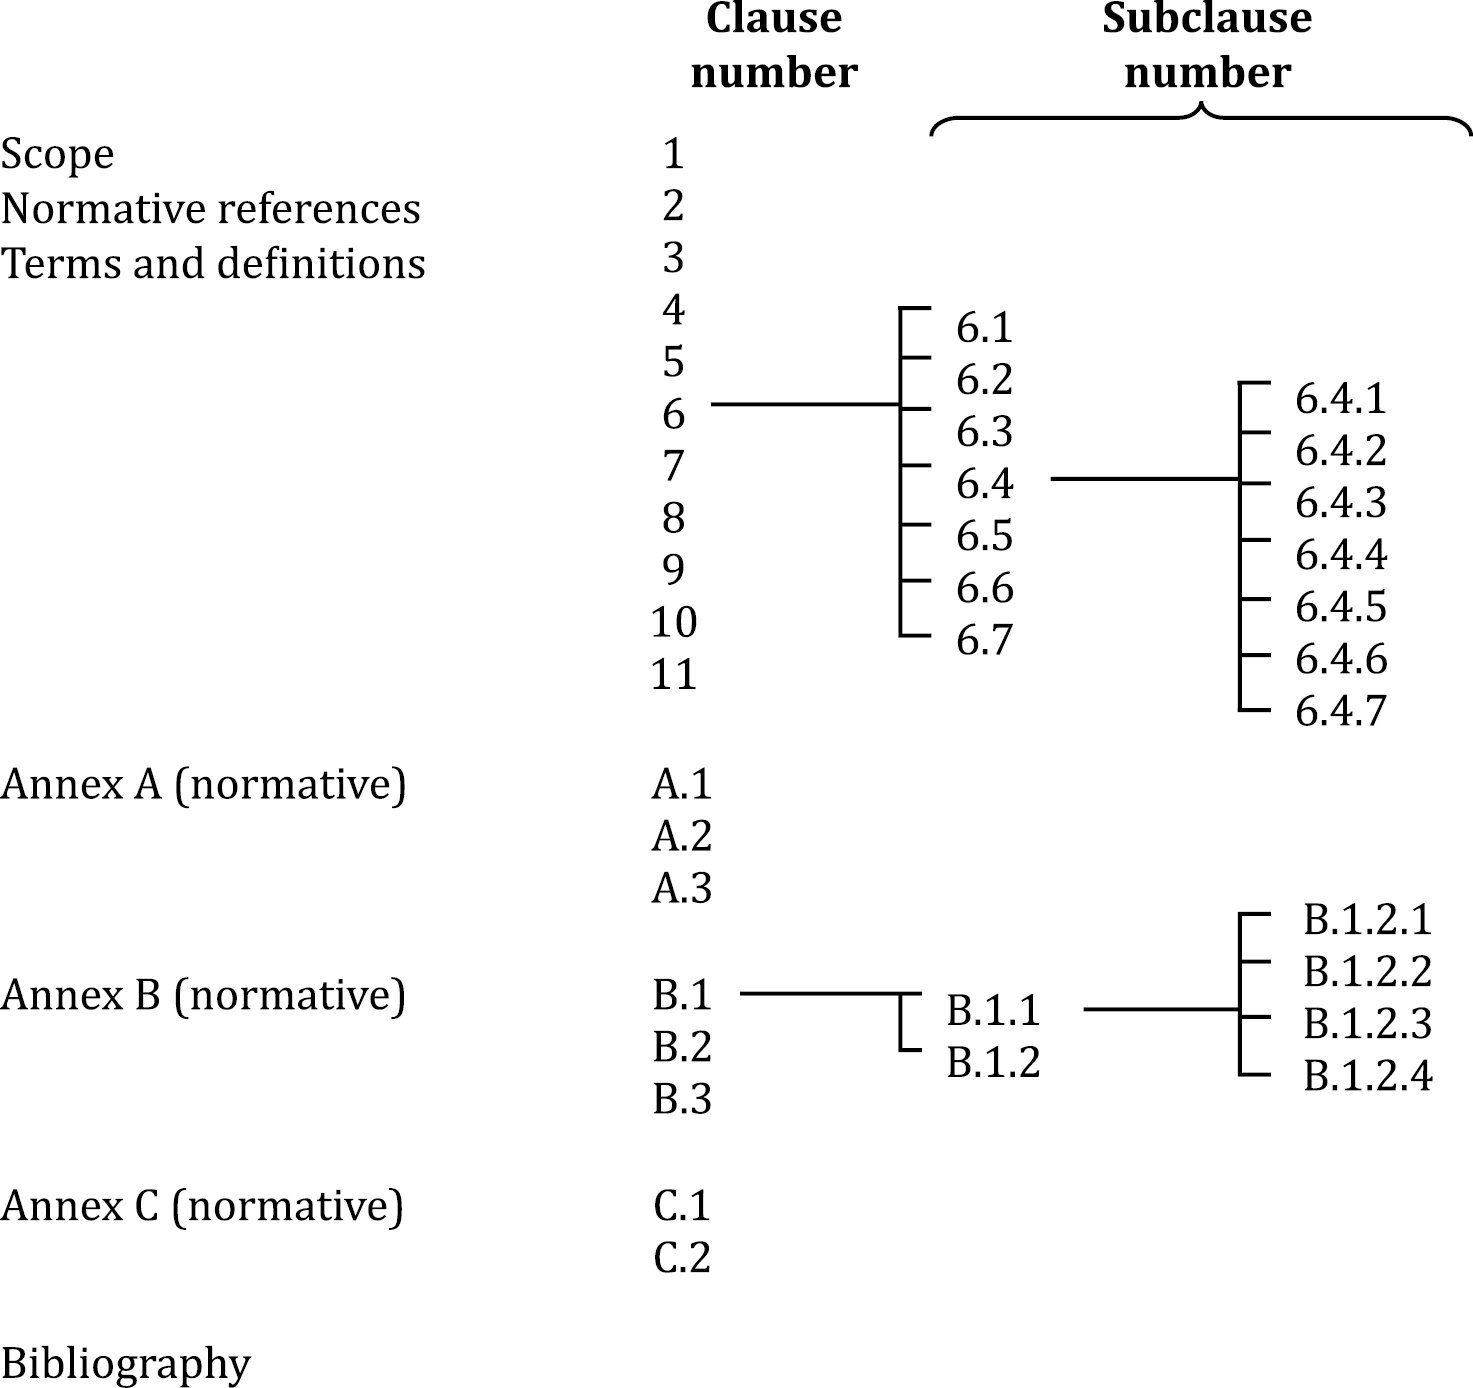 Clause Subclause
number number
Scope 1
Normative references 2
Terms and definitions 3
4 6.1
5 6.2 6.4.1
6 6.3 6.4.2
7 6.4 6.4.3
8 6.5 6.4.4
9 6.6 6.4.5
10 6.7 6.4.6
11 6.4.7
Annex A (normative) A.1
A.2
A.3 B.1.2.1
B.1.2.2
Annex B (normative) B.1 B.1.1 B.1.2.3
B.2 B.1.2 B.1.2.4
B.3
Annex C (normative) C.1
C.2
Bibliography